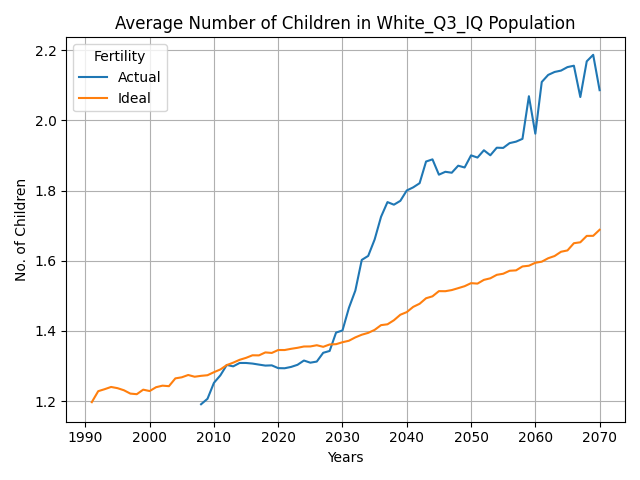 Average Number of Children in White_Q3_IQ Population
Fertility
Actual
Ideal
No. of Children
2.2
2.0
1.8
1.6
1.4
1.2
1990 2000 2010 2020 2030 2040 2050 2060 2070
Years